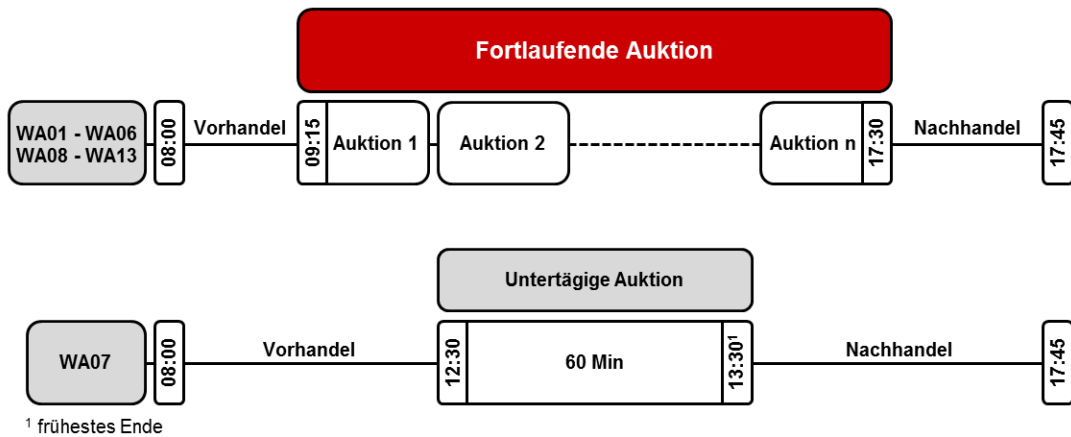 Fortlaufende Auktion
WA01 - WA06
WA08 - WA13
08:00
Vorhandel
09:15
Auktion 1
Auktion 2
Auktion n
17:30
Nachhandel
17:45
Untertägige Auktion
WA07
08:00
Vorhandel
12:30
60 Min
13:30¹
Nachhandel
17:45
¹ frühestes Ende